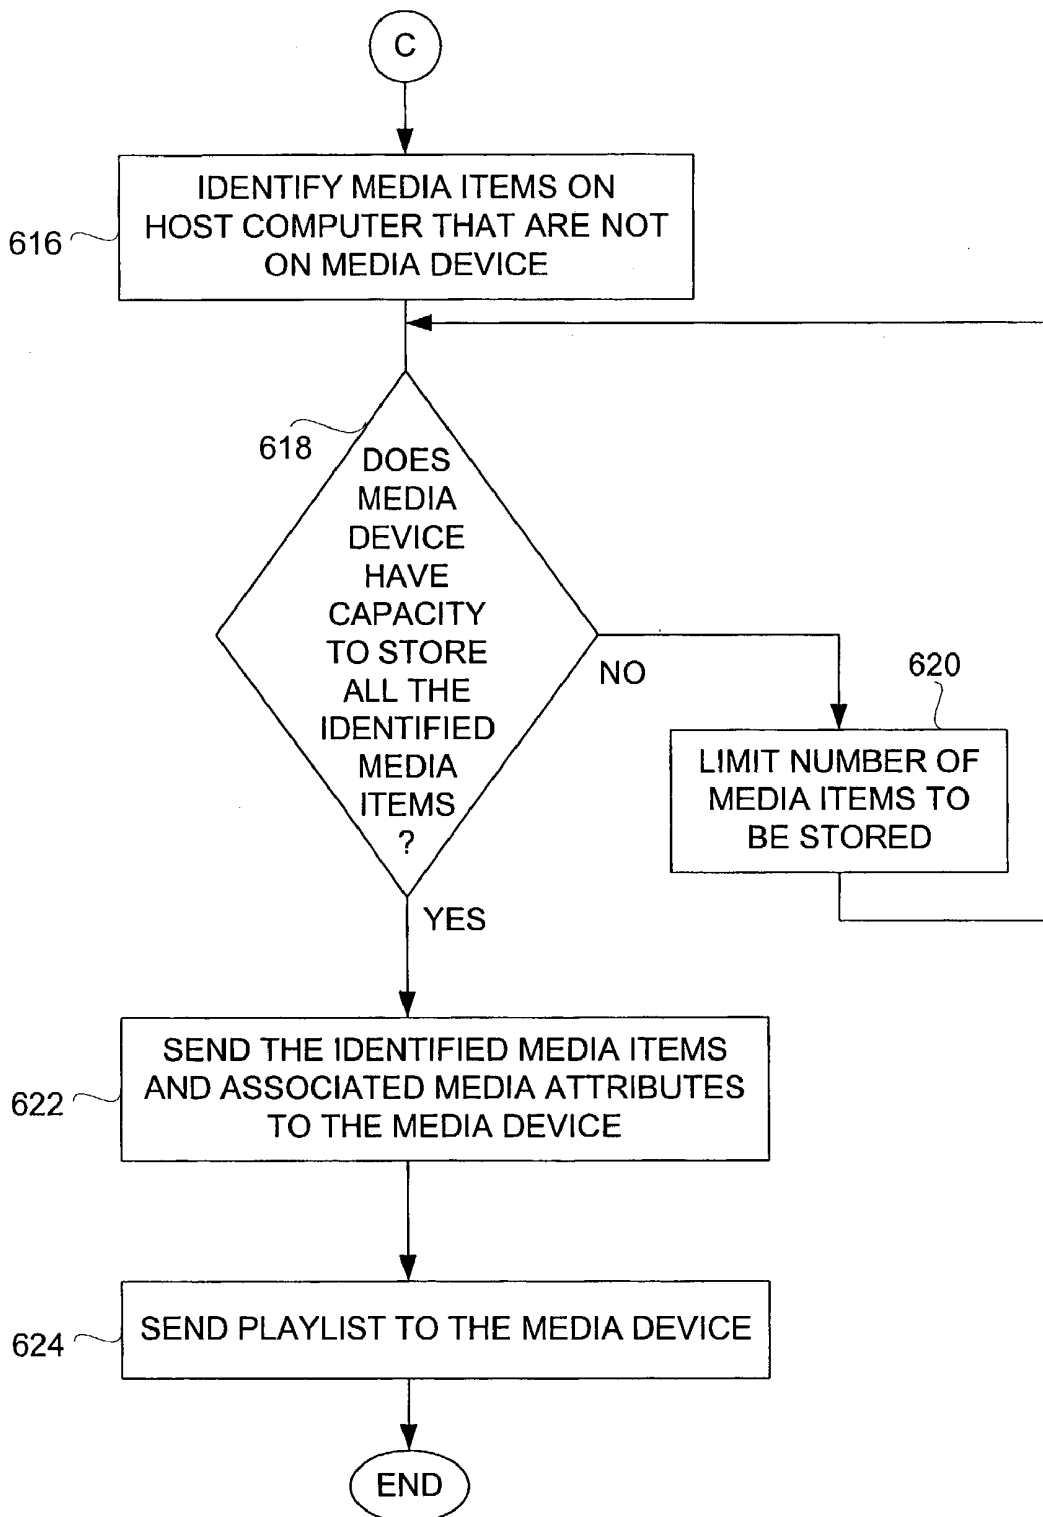 C
IDENTIFY MEDIA ITEMS ON
HOST COMPUTER THAT ARE NOT
ON MEDIA DEVICE
616
618
DOES
MEDIA
DEVICE
HAVE
CAPACITY
TO STORE
ALL THE
IDENTIFIED
MEDIA
ITEMS
?
NO
620
LIMIT NUMBER OF
MEDIA ITEMS TO
BE STORED
YES
SEND THE IDENTIFIED MEDIA ITEMS
AND ASSOCIATED MEDIA ATTRIBUTES
TO THE MEDIA DEVICE
622
SEND PLAYLIST TO THE MEDIA DEVICE
624
END